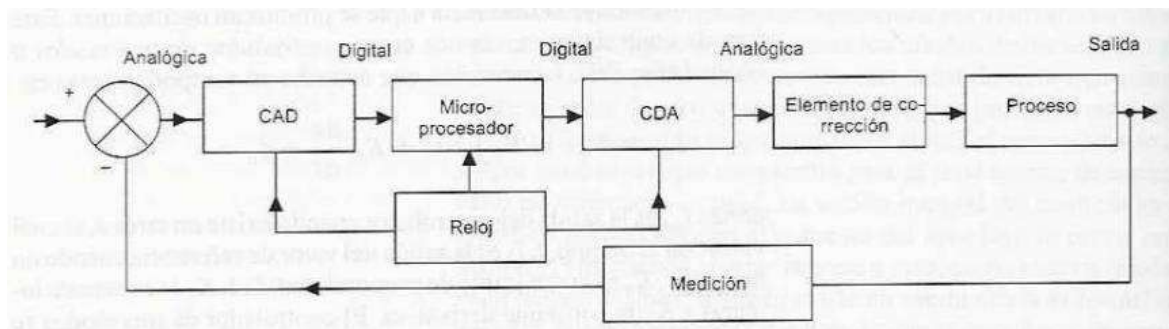 Analógica
Digital
Digital
Analógica
Salida
+
−
CAD
Micro-
procesador
CDA
Elemento de co-
rrección
Proceso
Reloj
Medición